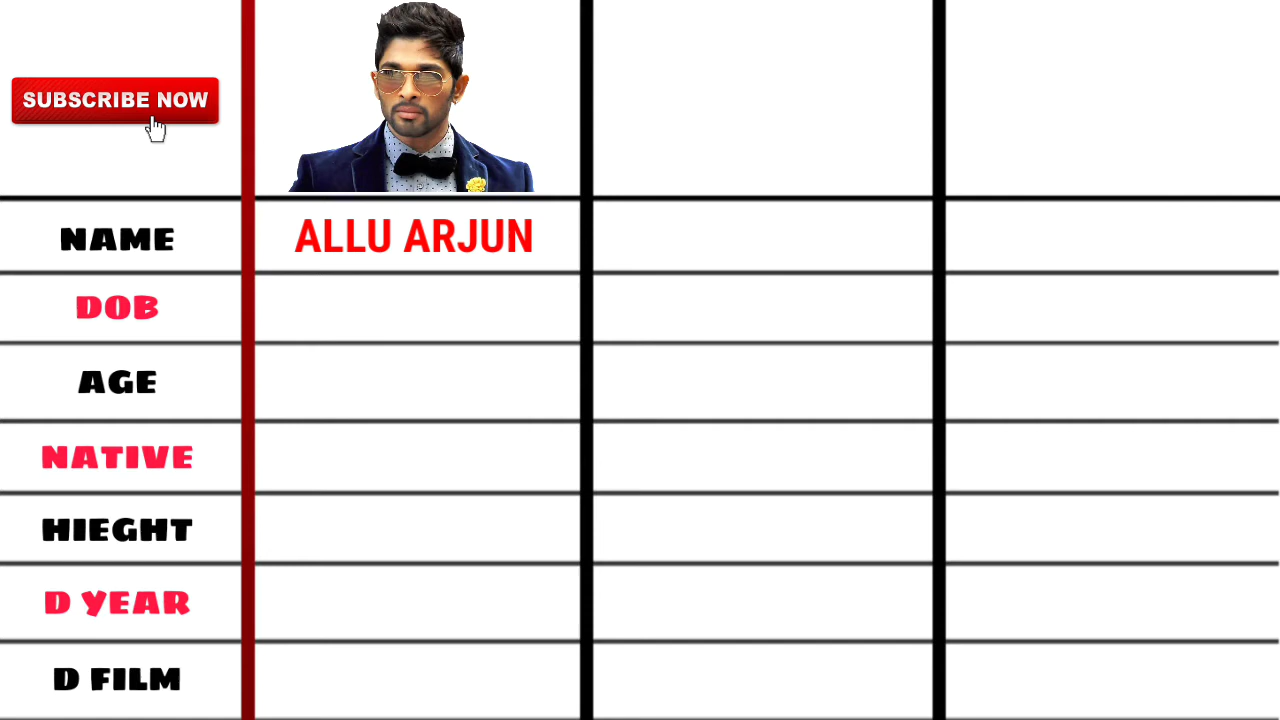 SUBSCRIBE NOW
NAME
ALLU ARJUN
DOB
AGE
NATIVE
HIEGHT
D YEAR
D FILM